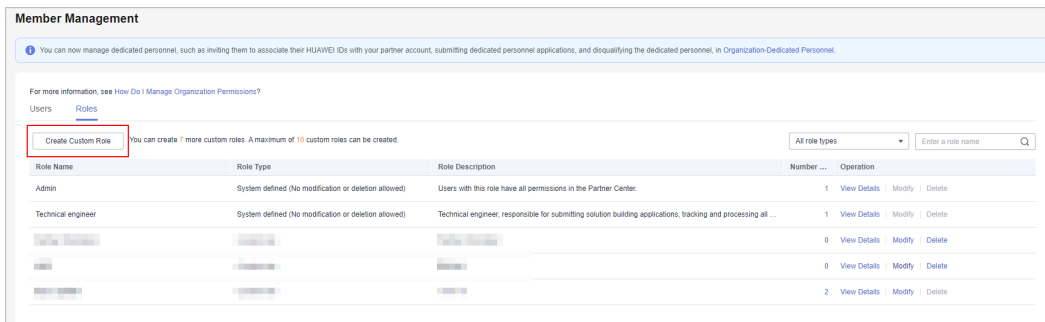 Member Management
You can now manage dedicated personnel, such as inviting them to associate their HUAWEI IDs with your partner account, submitting dedicated personnel applications, and disqualifying the dedicated personnel, in Organization-Dedicated Personnel.
For more information, see How Do I Manage Organization Permissions?
Users Roles
Create Custom Role You can create 7 more custom roles. A maximum of 10 custom roles can be created. All role types Enter a role name
Role Name Role Type Role Description Number ... Operation
Admin System defined (No modification or deletion allowed) Users with this role have all permissions in the Partner Center. 1 View Details Modify Delete
Technical engineer System defined (No modification or deletion allowed) Technical engineer, responsible for submitting solution building applications, tracking and processing all ... 1 View Details Modify Delete
0 View Details Modify Delete
0 View Details Modify Delete
2 View Details Modify Delete